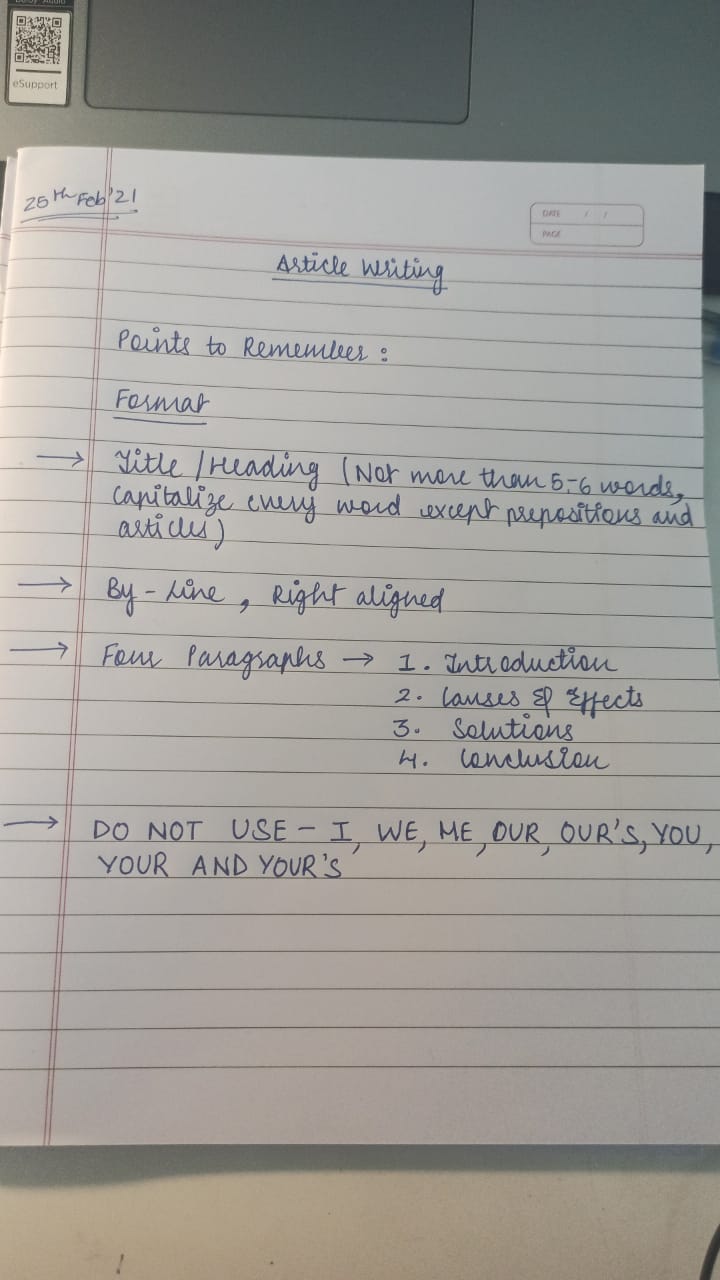 eSupport
25th Feb'21
DATE / /
PAGE
Article Writing
Points to Remember :
Format
→ Title / Heading (Not more than 5-6 words,
Capitalize every word except prepositions and
articles)
→ By-Line, Right aligned
→ Four Paragraphs → 1. Introduction
2. Causes & Effects
3. Solutions
4. Conclusion
→ DO NOT USE - I, WE, ME, OUR, OUR'S, YOU,
YOUR AND YOUR'S